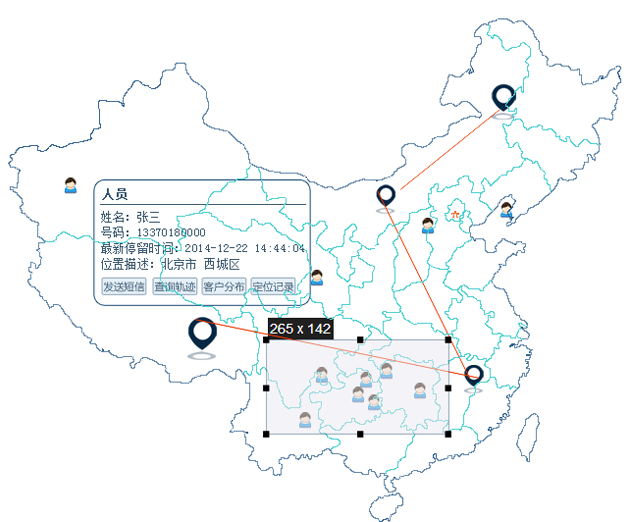 人员
姓名: 张三
号码: 13370180000
最新停留时间: 2014-12-22 14:44:04
位置描述: 北京市 西城区
发送短信 查询轨迹 客户分布 定位记录
265 x 142